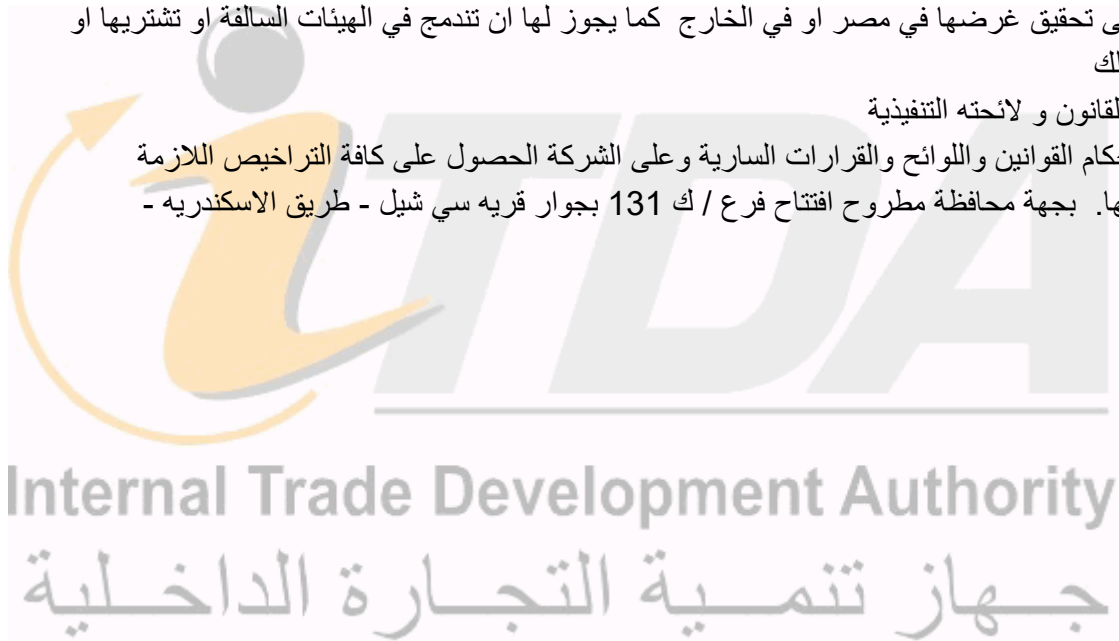 ى تحقيق غرضها في مصر او في الخارج كما يجوز لها ان تندمج في الهيئات السالفة او تشتريها او
لك
لقانون و لائحته التنفيذية
كام القوانين واللوائح والقرارات السارية وعلى الشركة الحصول على كافة التراخيص اللازمة
ها. بجهة محافظة مطروح افتتاح فرع / ك 131 بجوار قريه سي شيل - طريق الاسكندريه -
iTDA
Internal Trade Development Authority
جهاز تنمية التجارة الداخلية